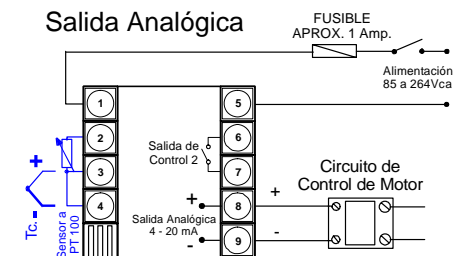 Salida Analógica
FUSIBLE
APROX. 1 Amp.
Alimentación
85 a 264Vca
1
5
2
6
Salida de
Control 2
3
7
Circuito de
Control de Motor
+
Tc.
-
Sensor a
PT 100
4
+
8
+
Salida Analógica
4 - 20 mA
-
9
-